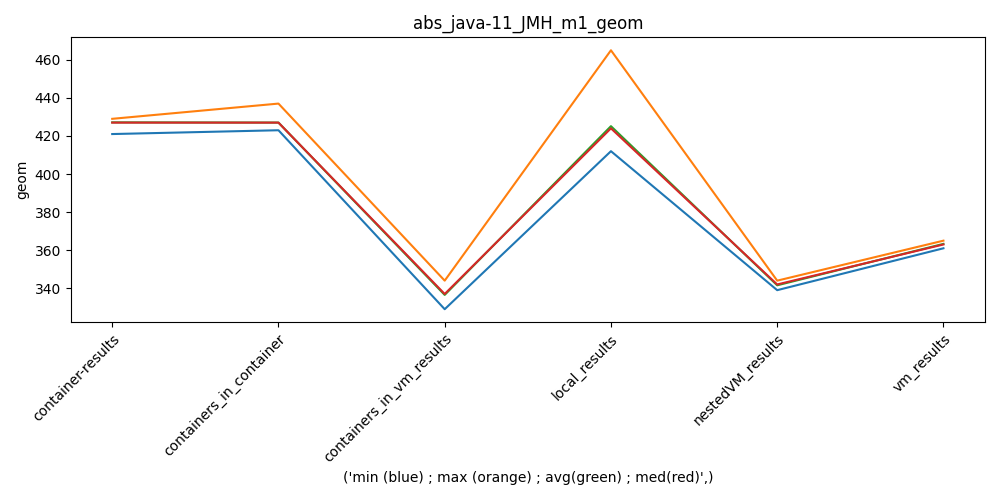 abs_java-11_JMH_m1_geom
460
440
420
400
380
360
340
geom
container-results
containers_in_container
containers_in_vm_results
local_results
nestedVM_results
vm_results
('min (blue) ; max (orange) ; avg(green) ; med(red)',)